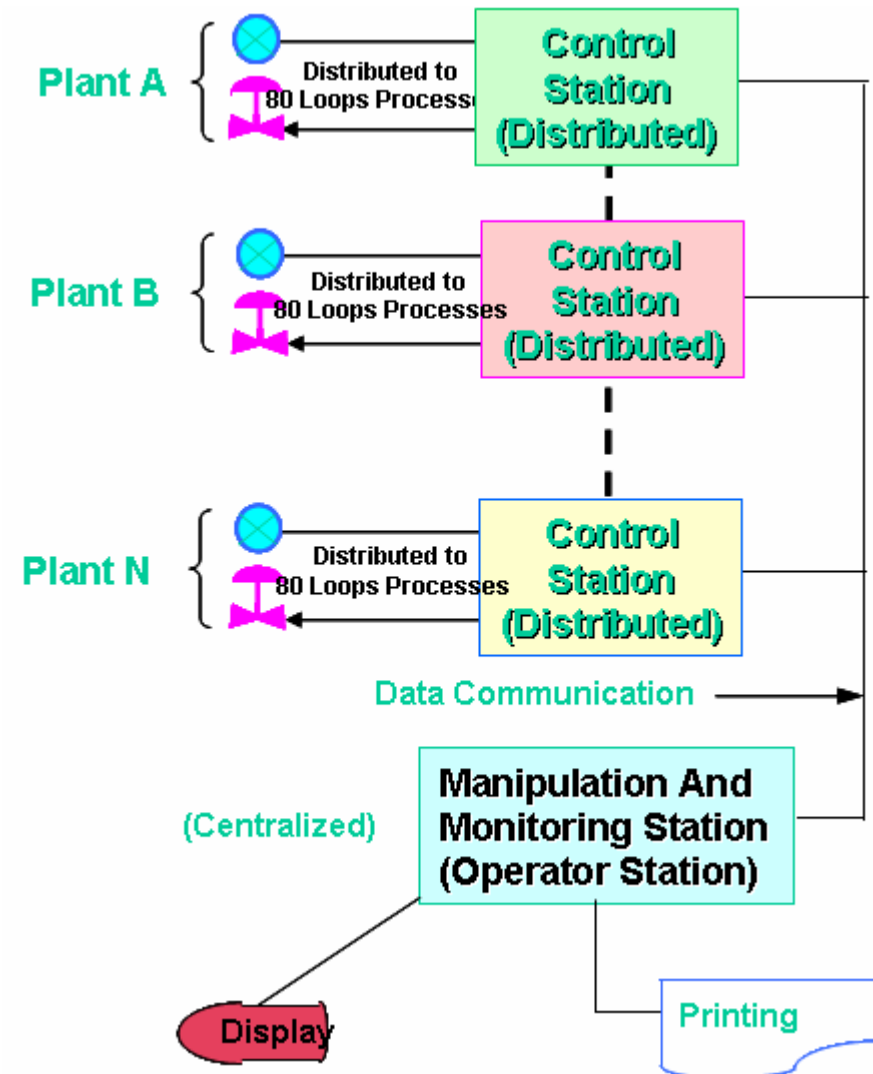 Plant A
Distributed to
80 Loops Processes
Control
Station
(Distributed)
Plant B
Distributed to
80 Loops Processes
Control
Station
(Distributed)
Plant N
Distributed to
80 Loops Processes
Control
Station
(Distributed)
Data Communication
(Centralized)
Manipulation And
Monitoring Station
(Operator Station)
Display
Printing